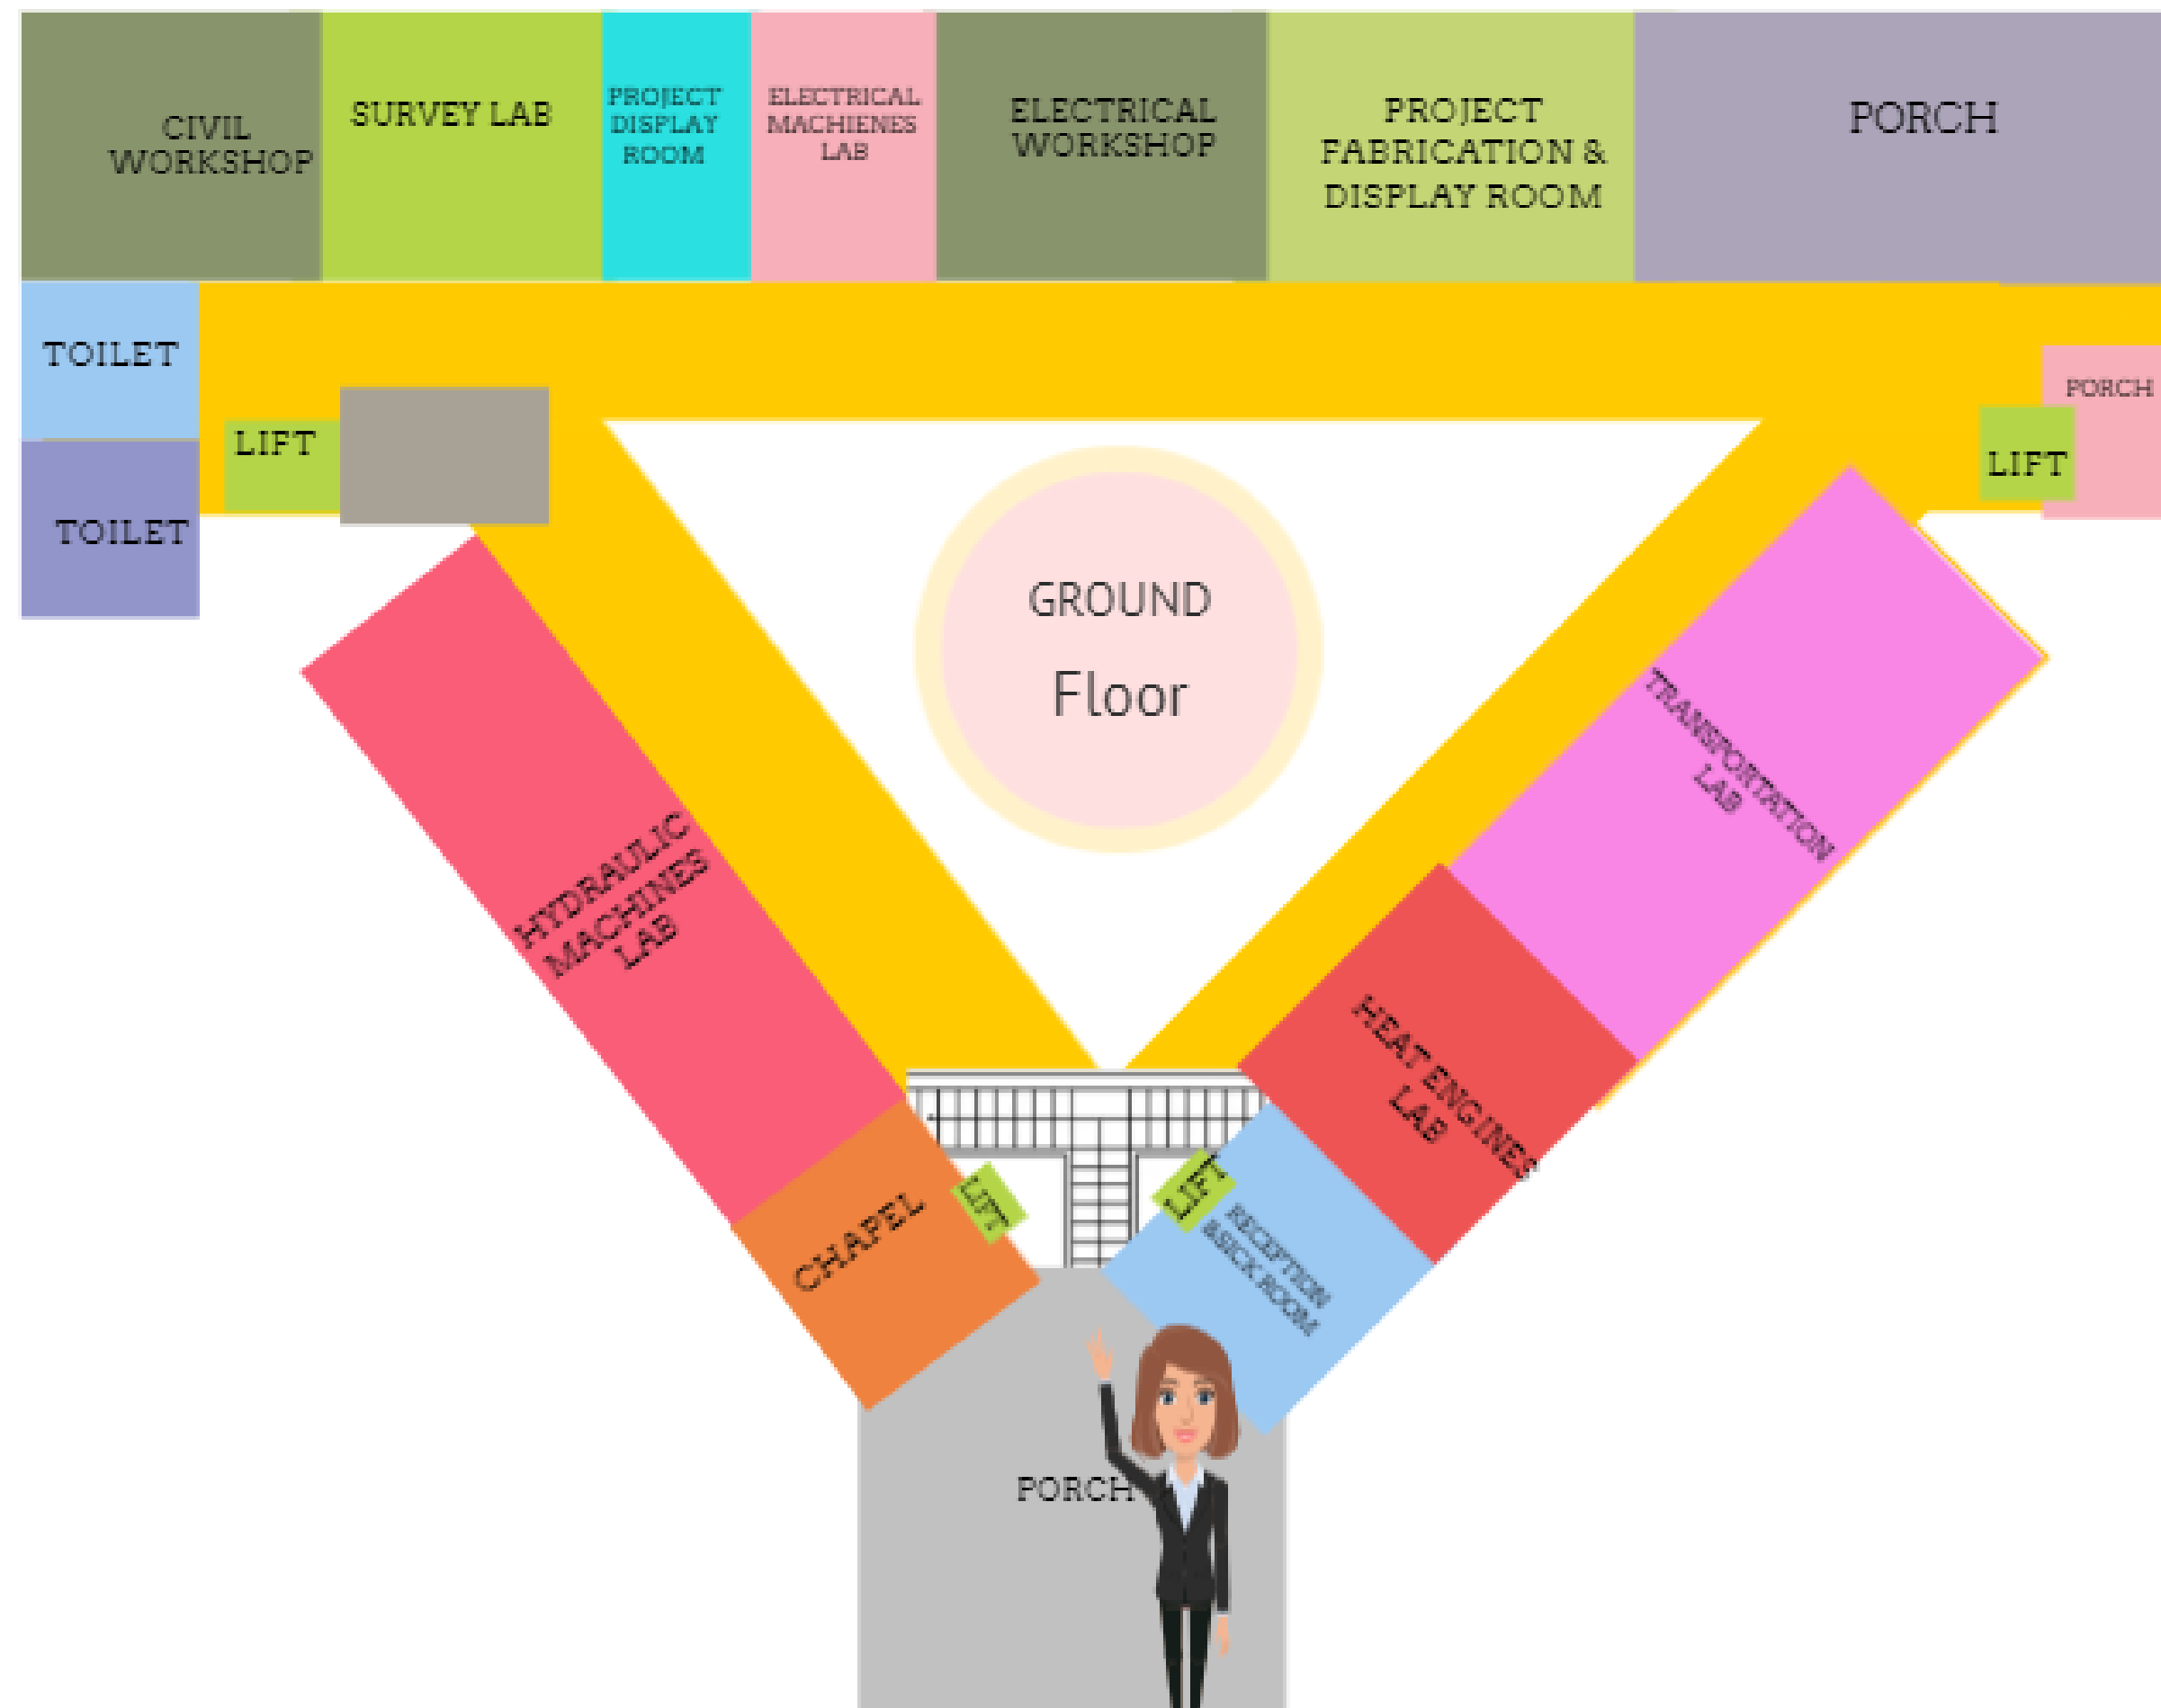 CIVIL
WORKSHOP
SURVEY LAB
PROJECT
DISPLAY
ROOM
ELECTRICAL
MACHIENES
LAB
ELECTRICAL
WORKSHOP
PROJECT
FABRICATION &
DISPLAY ROOM
PORCH
TOILET
LIFT
TOILET
PORCH
LIFT
GROUND
Floor
HYDRAULIC
MACHINES
LAB
TRANSPORTATION
LAB
HEAT ENGINES
LAB
CHAPEL
LIFT
LIFT
RECEPTION
&SICK ROOM
PORCH